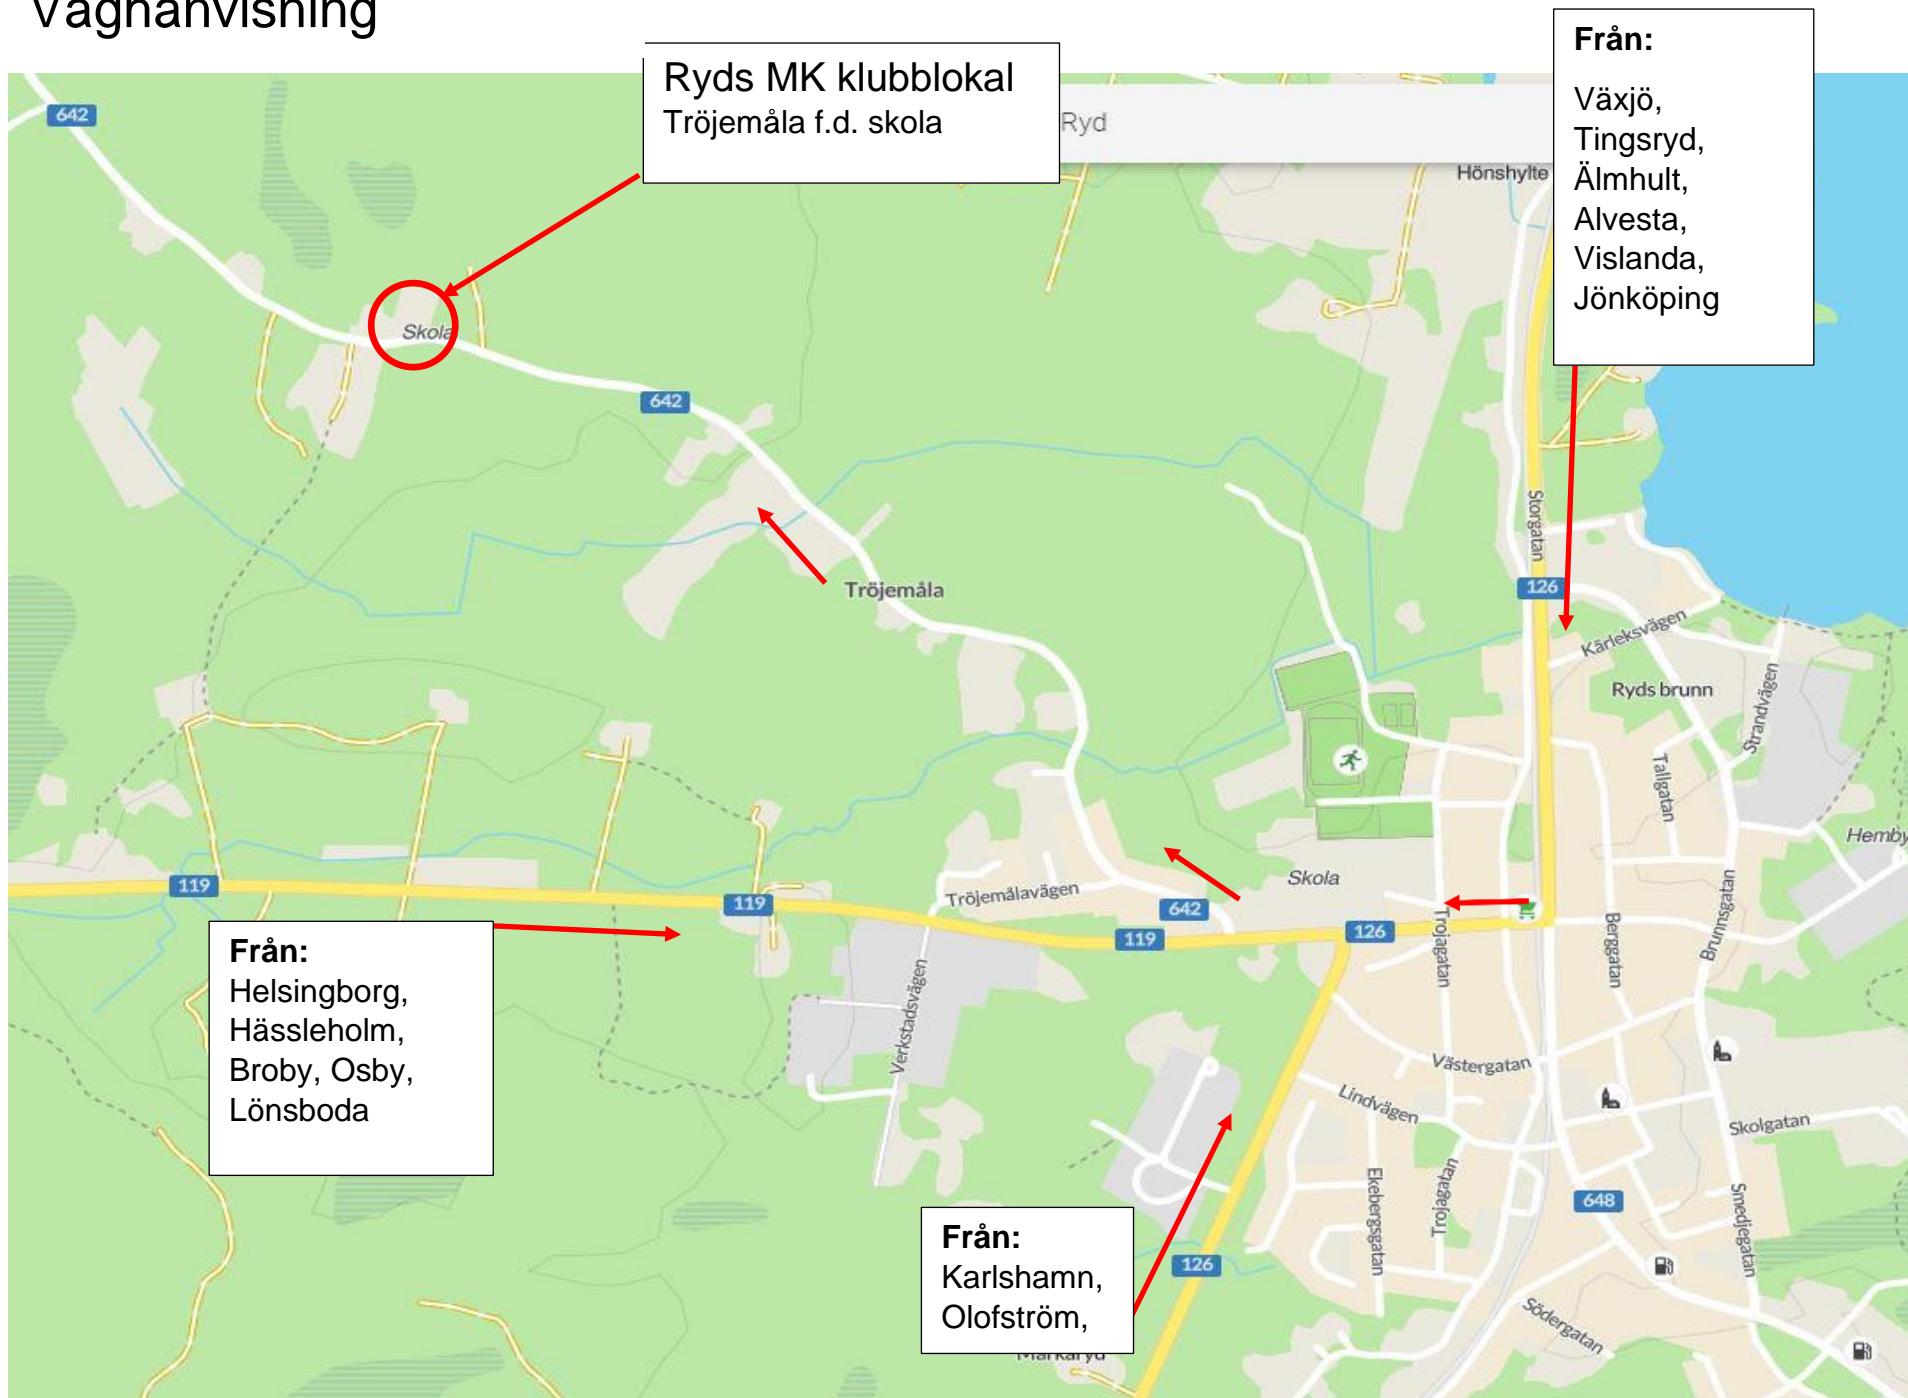 Vägnanvisning
Ryds MK klubblokal
Tröjemåla f.d. skola
Ryd
Från:
Växjö,
Tingsryd,
Älmhult,
Alvesta,
Vislanda,
Jönköping
642
Hönshylte
Skola
642
Storgatan
126
Tröjemåla
Kärleksvägen
Ryds brunn
Strandvägen
Tallgatan
Hemby
119
119
Tröjemålavägen
642
Skola
119
126
Trojagatan
Berggatan
Brunnsgatan
Från:
Helsingborg,
Hässleholm,
Broby, Osby,
Lönsboda
Verkstadsvägen
Västergatan
Lindvägen
Skolgatan
Ekebergsgatan
Trojagatan
648
Smedjegatan
Från:
Karlshamn,
Olofström,
126
Södergatan
Markaryd